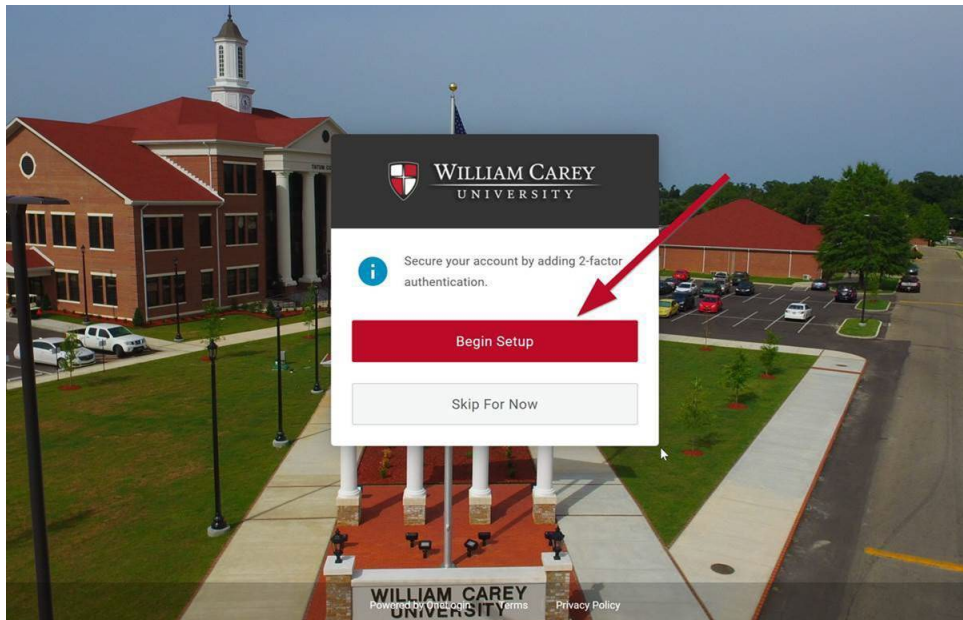 WILLIAM CAREY
UNIVERSITY
Secure your account by adding 2-factor
authentication.
Begin Setup
Skip For Now
WILLIAM CAREY
UNIVERSITY
Powered by OneLogin Terms Privacy Policy